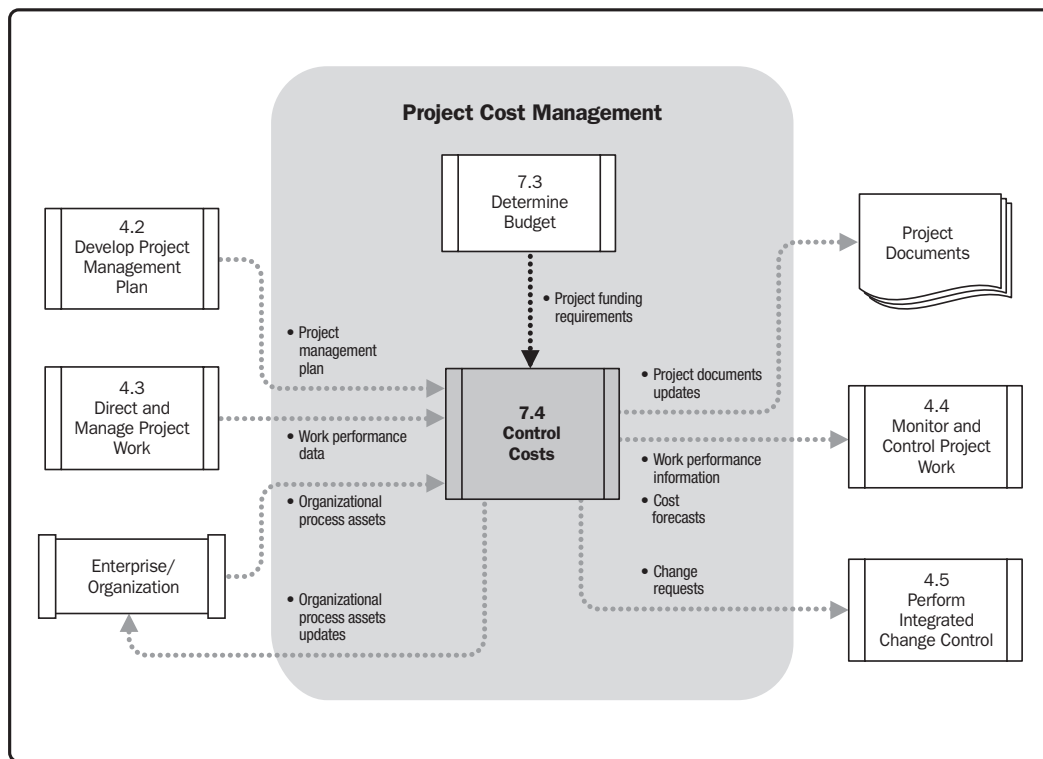 Project Cost Management
7.3
Determine
Budget
4.2
Develop Project
Management
Plan
Project
Documents
• Project funding
requirements
• Project
management
plan
4.3
Direct and
Manage Project
Work
7.4
Control
Costs
• Project documents
updates
4.4
Monitor and
Control Project
Work
• Work performance
data
• Work performance
information
• Cost
forecasts
• Organizational
process assets
Enterprise/
Organization
• Change
requests
4.5
Perform
Integrated
Change Control
• Organizational
process assets
updates